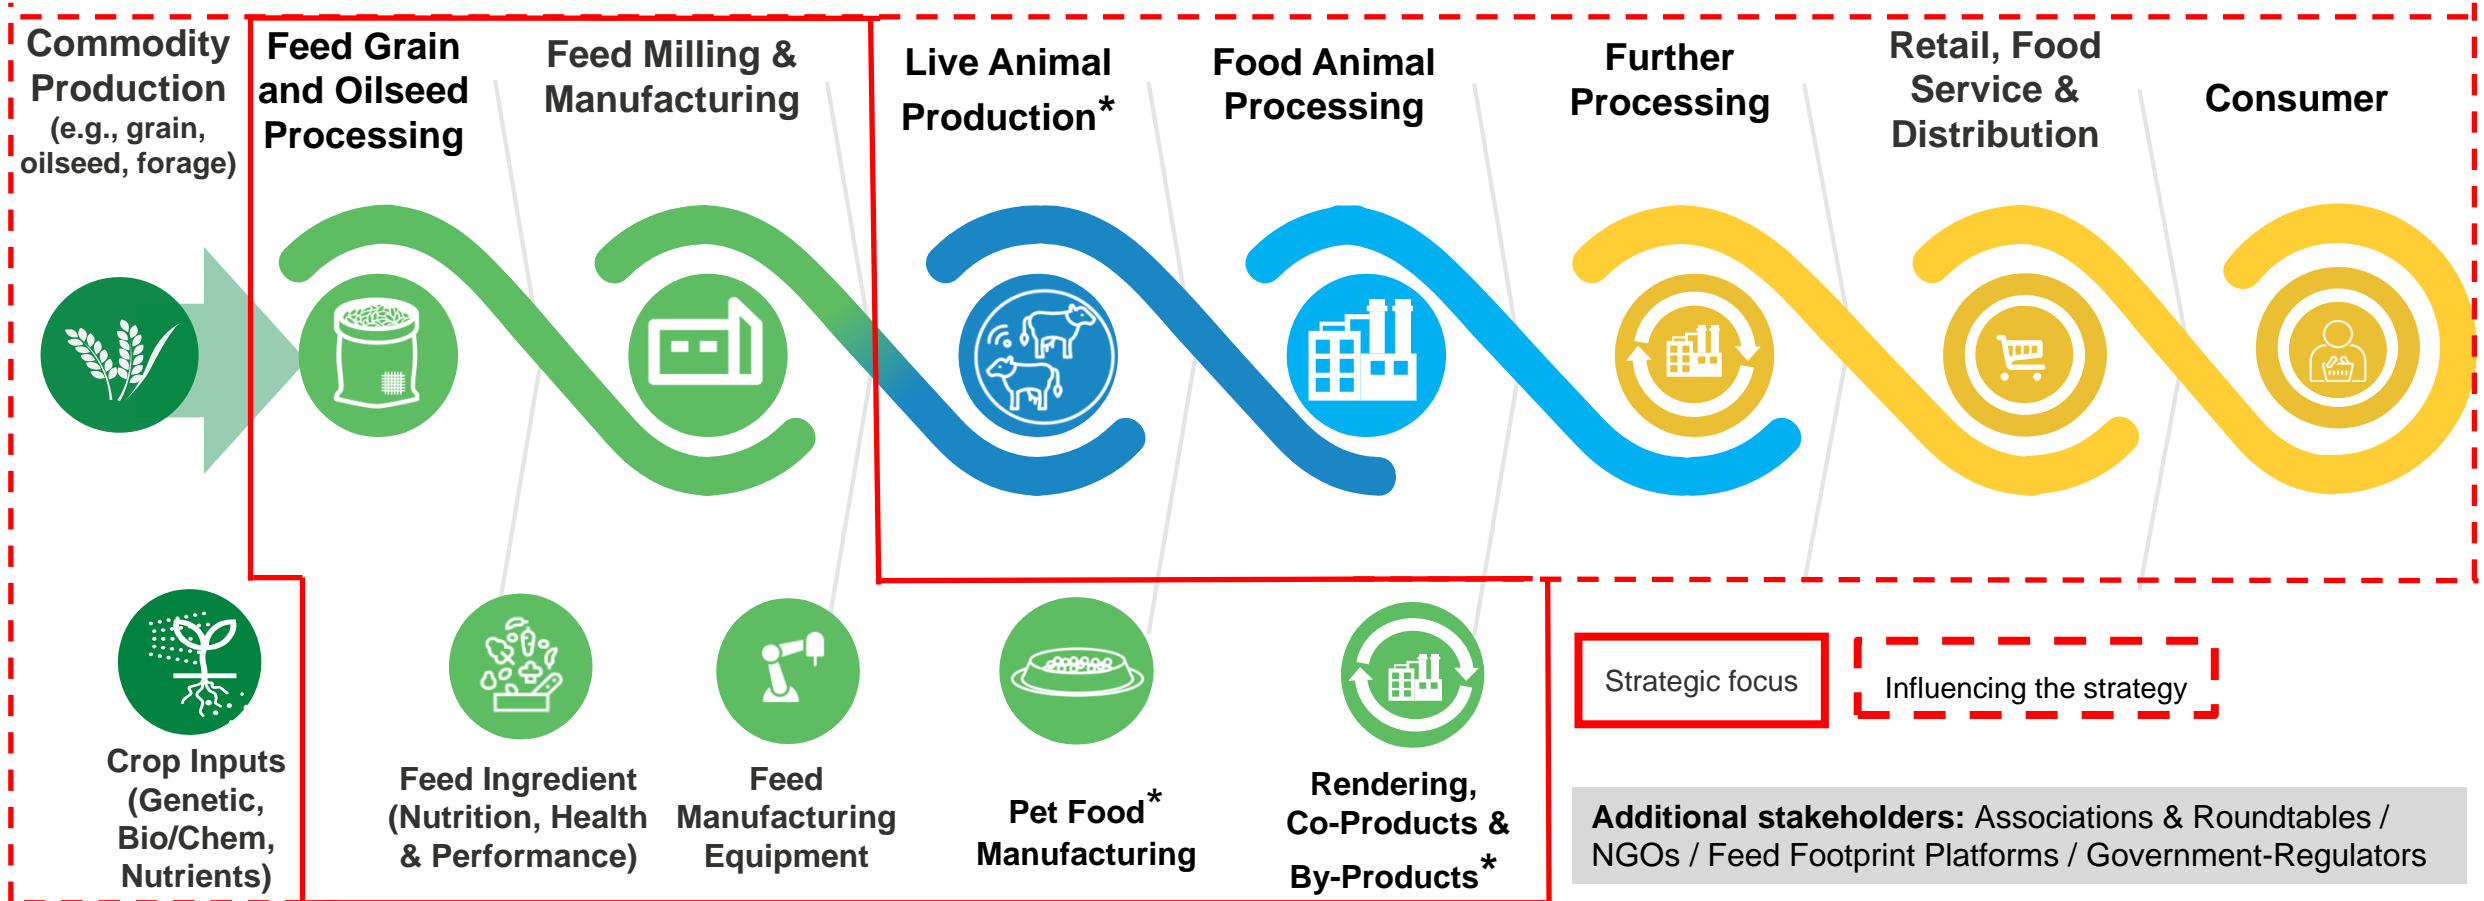 Commodity
Production
(e.g., grain,
oilseed, forage)
Feed Grain
and Oilseed
Processing
Feed Milling &
Manufacturing
Live Animal
Production*
Food Animal
Processing
Further
Processing
Retail, Food
Service &
Distribution
Consumer
Crop Inputs
(Genetic,
Bio/Chem,
Nutrients)
Feed Ingredient
(Nutrition, Health
& Performance)
Feed
Manufacturing
Equipment
Pet Food*
Manufacturing
Rendering,
Co-Products &
By-Products*
Strategic focus
Influencing the strategy
Additional stakeholders: Associations & Roundtables /
NGOs / Feed Footprint Platforms / Government-Regulators